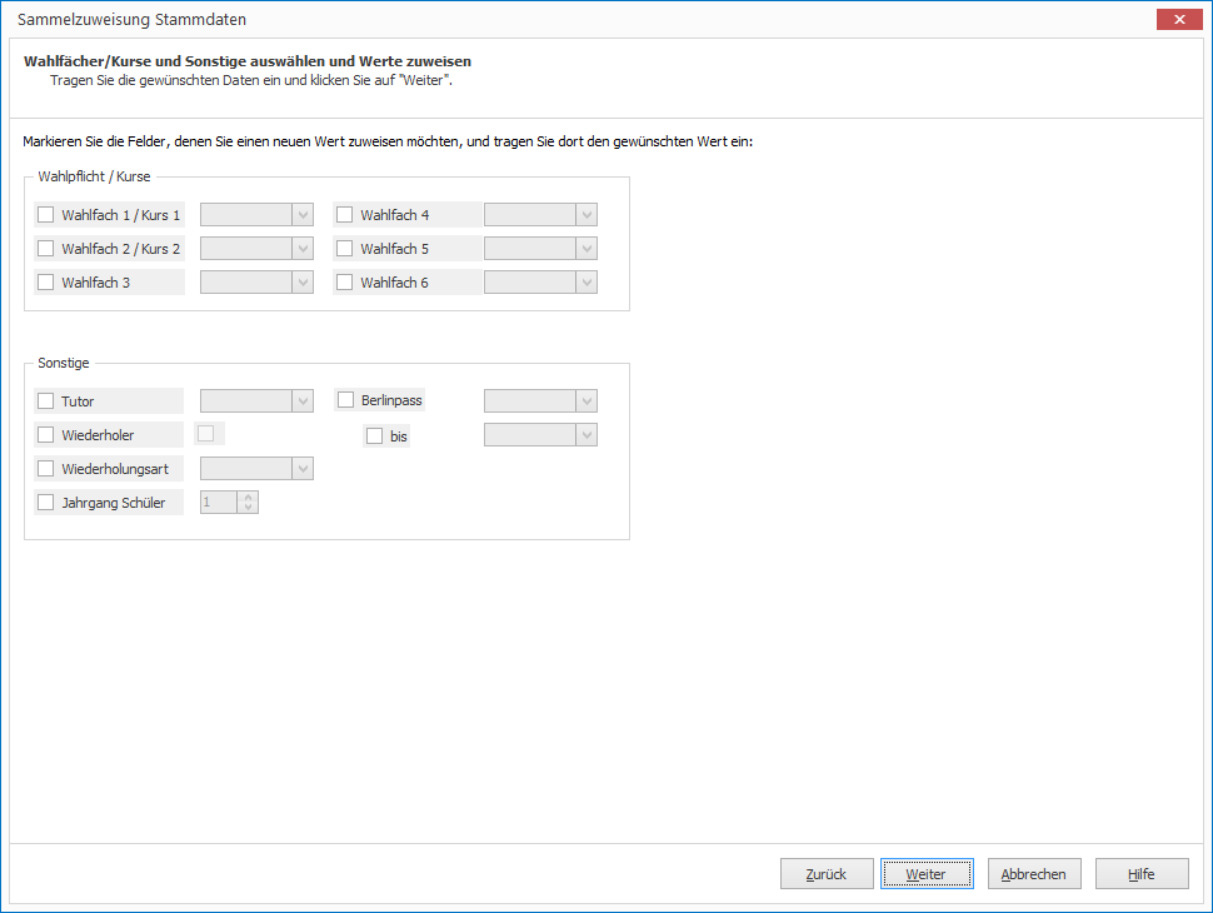 Sammelzuweisung Stammdaten
Wahlfächer/Kurse und Sonstige auswählen und Werte zuweisen
Tragen Sie die gewünschten Daten ein und klicken Sie auf "Weiter".
Markieren Sie die Felder, denen Sie einen neuen Wert zuweisen möchten, und tragen Sie dort den gewünschten Wert ein:
Wahlpflicht / Kurse
Wahlfach 1 / Kurs 1 Wahlfach 4
Wahlfach 2 / Kurs 2 Wahlfach 5
Wahlfach 3 Wahlfach 6
Sonstige
Tutor Berlinpass
Wiederholer bis
Wiederholungsart
Jahrgang Schüler 1
Zurück Weiter Abbrechen Hilfe